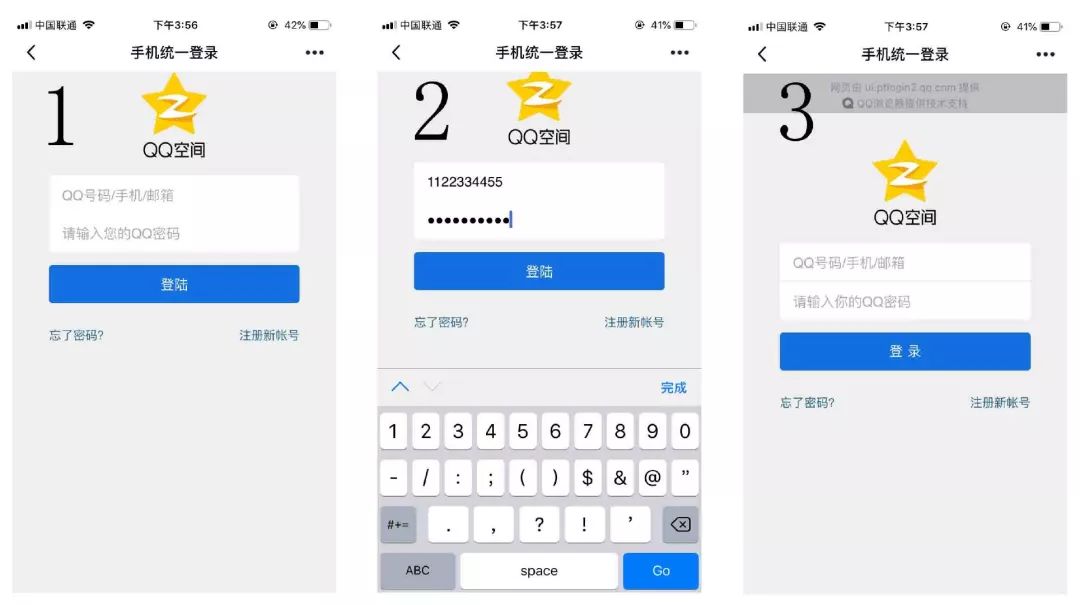 中国联通 下午3:56 42%
手机统一登录
1
QQ空间
QQ号码/手机/邮箱
请输入您的QQ密码
登陆
忘了密码? 注册新帐号
中国联通 下午3:57 41%
手机统一登录
2
QQ空间
1122334455
••••••••••
登陆
忘了密码? 注册新帐号
完成
1 2 3 4 5 6 7 8 9 0
- / : ; ( ) $ & @ ”
#+= . , ? ! ’
ABC space Go
中国联通 下午3:57 41%
手机统一登录
网页由 ui.ptlogin2.qq.com 提供
QQ浏览器提供技术支持
3
QQ空间
QQ号码/手机/邮箱
请输入你的QQ密码
登 录
忘了密码? 注册新帐号